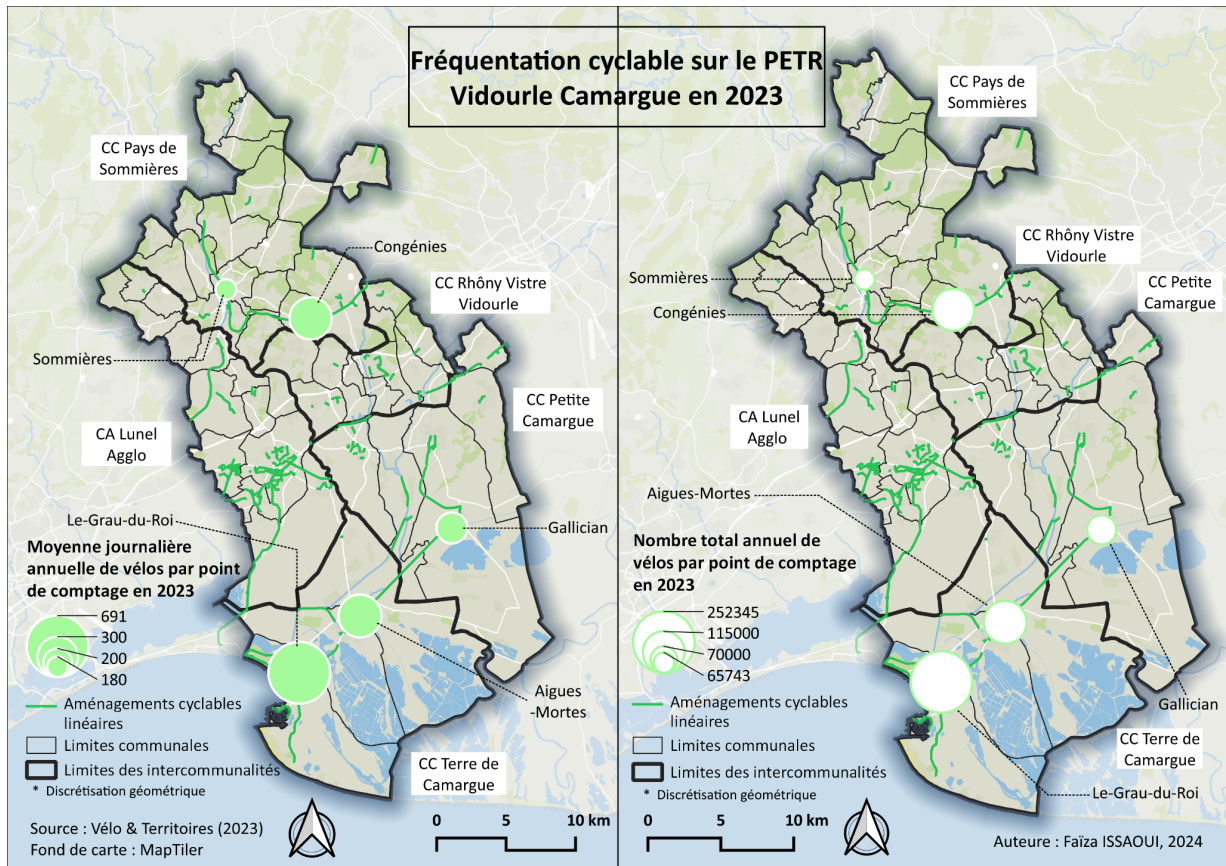 Fréquentation cyclable sur le PETR
Vidourle Camargue en 2023
CC Pays de
Sommières
Congénies
CC Rhôny Vistre
Vidourle
Sommières
CC Petite
Camargue
CA Lunel
Agglo
Le-Grau-du-Roi
Gallician
Moyenne journalière
annuelle de vélos par point
de comptage en 2023
691
300
200
180
Aigues
-Mortes
Aménagements cyclables
linéaires
Limites communales
Limites des intercommunalités
* Discrétisation géométrique
CC Terre de
Camargue
Source : Vélo & Territoires (2023)
Fond de carte : MapTiler
0 5 10 km
CC Pays de
Sommières
CC Rhôny Vistre
Vidourle
Sommières
CC Petite
Camargue
Congénies
CA Lunel
Agglo
Aigues-Mortes
Nombre total annuel de
vélos par point de comptage
en 2023
252345
115000
70000
65743
Gallician
Aménagements cyclables
linéaires
Limites communales
Limites des intercommunalités
* Discrétisation géométrique
CC Terre de
Camargue
Le-Grau-du-Roi
0 5 10 km
Auteure : Faïza ISSAOUI, 2024